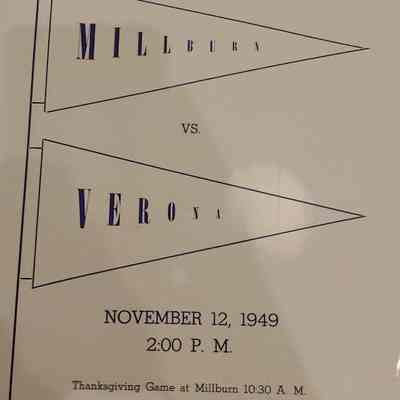 MILLBURN
VS.
VERONA
NOVEMBER 12, 1949
2:00 P. M.
Thanksgiving Game at Millburn 10:30 A. M.